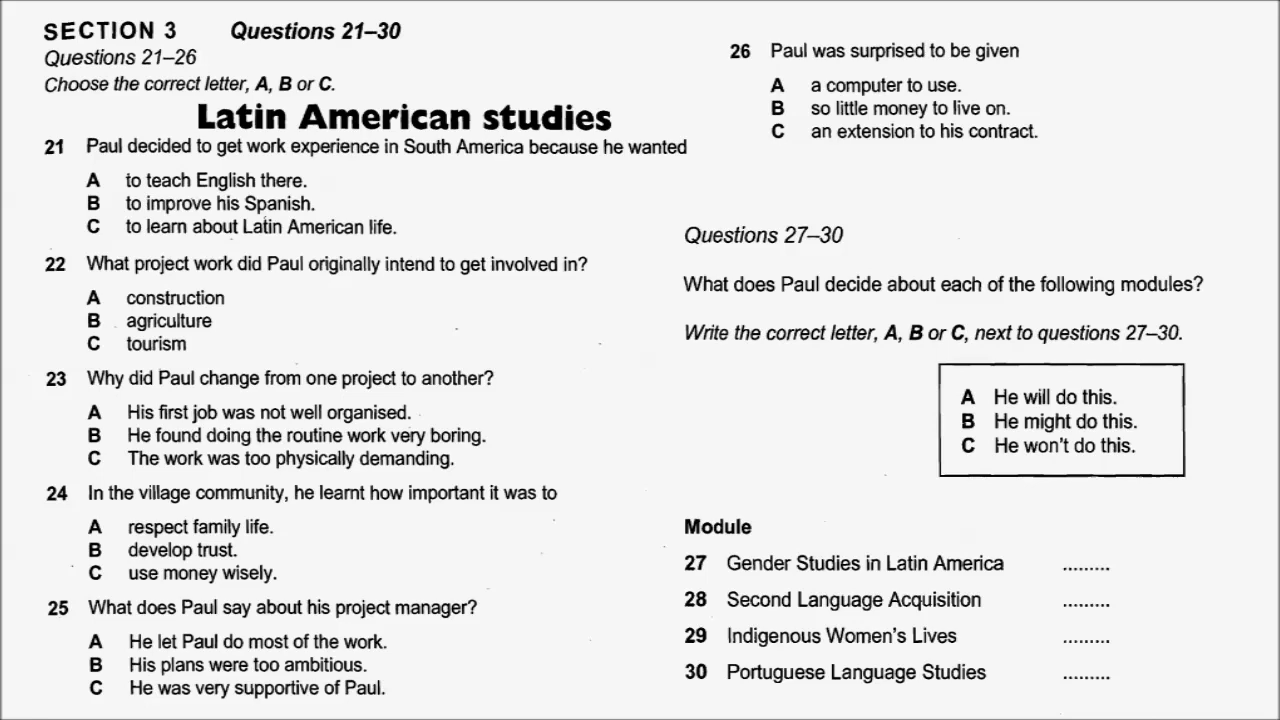 SECTION 3 Questions 21–30
Questions 21–26
Choose the correct letter, A, B or C.
Latin American studies
21 Paul decided to get work experience in South America because he wanted
A to teach English there.
B to improve his Spanish.
C to learn about Latin American life.
22 What project work did Paul originally intend to get involved in?
A construction
B agriculture
C tourism
23 Why did Paul change from one project to another?
A His first job was not well organised.
B He found doing the routine work very boring.
C The work was too physically demanding.
24 In the village community, he learnt how important it was to
A respect family life.
B develop trust.
C use money wisely.
25 What does Paul say about his project manager?
A He let Paul do most of the work.
B His plans were too ambitious.
C He was very supportive of Paul.
26 Paul was surprised to be given
A a computer to use.
B so little money to live on.
C an extension to his contract.
Questions 27–30
What does Paul decide about each of the following modules?
Write the correct letter, A, B or C, next to questions 27–30.
A He will do this.
B He might do this.
C He won't do this.
Module
27 Gender Studies in Latin America .........
28 Second Language Acquisition .........
29 Indigenous Women's Lives .........
30 Portuguese Language Studies .........